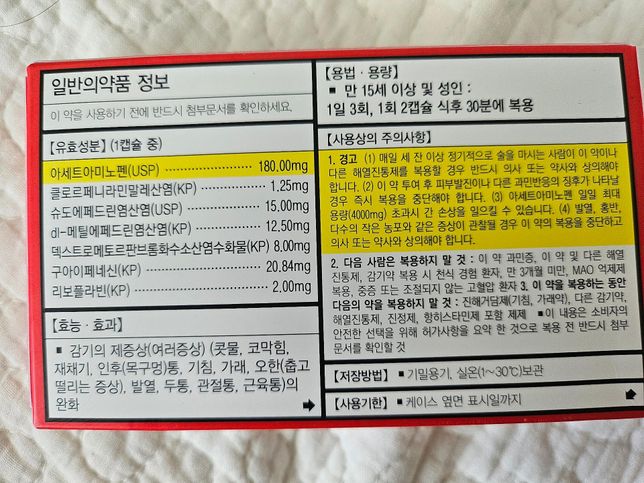 일반의약품 정보
이 약을 사용하기 전에 반드시 첨부문서를 확인하세요.
【유효성분】 (1캡슐 중)
아세트아미노펜(USP) 180.00mg
클로르페니라민말레산염(KP) 1.25mg
슈도에페드린염산염(USP) 15.00mg
dl-메틸에페드린염산염(KP) 12.50mg
덱스트로메토르판브롬화수소산염수화물(KP) 8.00mg
구아이페네신(KP) 20.84mg
리보플라빈(KP) 2.00mg
【효능 · 효과】
■ 감기의 제증상(여러증상) (콧물, 코막힘,
재채기, 인후(목구멍)통, 기침, 가래, 오한(춥고
떨리는 증상), 발열, 두통, 관절통, 근육통)의
완화
【용법 · 용량】
■ 만 15세 이상 및 성인 :
1일 3회, 1회 2캡슐 식후 30분에 복용
【사용상의 주의사항】
1. 경고 (1) 매일 세 잔 이상 정기적으로 술을 마시는 사람이 이 약이나
다른 해열진통제를 복용할 경우 반드시 의사 또는 약사와 상의해야
합니다. (2) 이 약 투여 후 피부발진이나 다른 과민반응의 징후가 나타날
경우 즉시 복용을 중단해야 합니다. (3) 아세트아미노펜 일일 최대
용량(4000mg) 초과시 간 손상을 일으킬 수 있습니다. (4) 발열, 홍반,
다수의 작은 농포와 같은 증상이 관찰될 경우 이 약의 복용을 중단하고
의사 또는 약사와 상의해야 합니다.
2. 다음 사람은 복용하지 말 것 : 이 약 과민증, 이 약 및 다른 해열
진통제, 감기약 복용 시 천식 경험 환자, 만 3개월 미만, MAO 억제제
복용, 중증 또는 조절되지 않는 고혈압 환자 3. 이 약을 복용하는 동안
다음의 약을 복용하지 말 것 : 진해거담제(기침, 가래약), 다른 감기약,
해열진통제, 진정제, 항히스타민제 포함 제제 ■ 이 내용은 소비자의
안전한 선택을 위해 허가사항을 요약 한 것으로 복용 전 반드시 첨부
문서를 확인할 것
【저장방법】 ■ 기밀용기, 실온(1~30℃)보관
【사용기한】 ■ 케이스 옆면 표시일까지